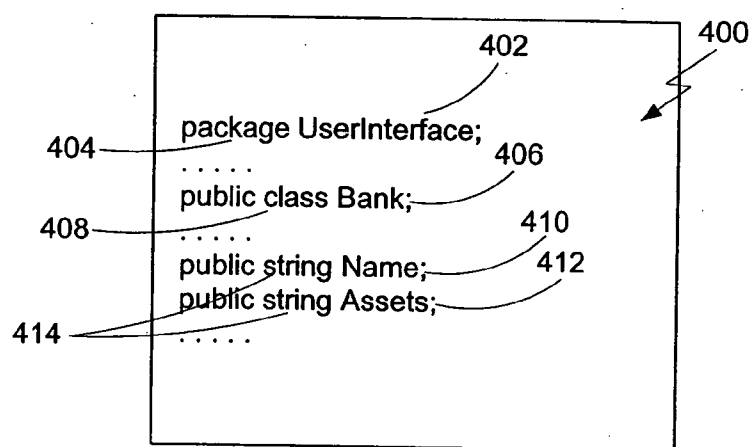 402
400
package UserInterface;
404
. . . . .
406
public class Bank;
408
. . . . .
410
public string Name;
412
public string Assets;
414
. . . . .